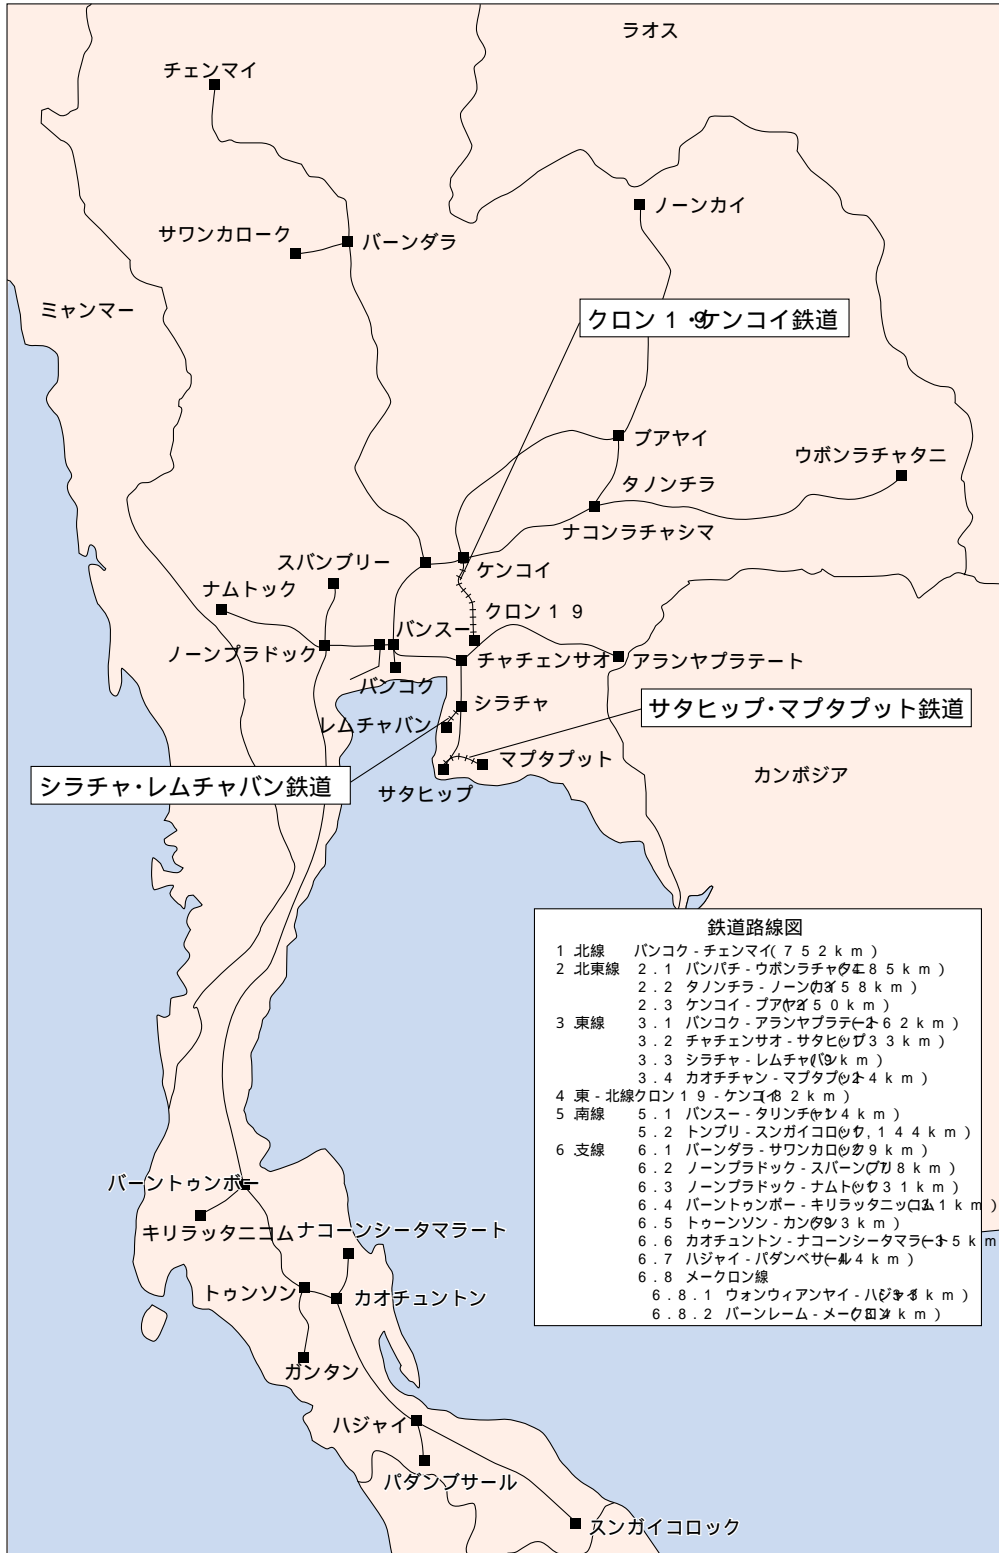 ラオス
チェンマイ
ノーンカイ
サワンカローク
バーンダラ
ミャンマー
クロン19・ケンコイ鉄道
ブアヤイ
ウボンラチャタニ
タノンチラ
ナコンラチャシマ
スバンブリー
ケンコイ
ナムトック
クロン19
バンスー
ノーンプラドック
チャチェンサオ
アランヤプラテート
バンコク
シラチャ
サタヒップ・マプタプット鉄道
レムチャバン
マプタプット
カンボジア
シラチャ・レムチャバン鉄道
サタヒップ
鉄道路線図
1 北線 バンコク-チェンマイ(752km)
2 北東線 2.1 バンパチ-ウボンラチャタニ(485km)
2.2 タノンチラ-ノーンカイ(358km)
2.3 ケンコイ-ブアヤイ(250km)
3 東線 3.1 バンコク-アランヤプラテート(262km)
3.2 チャチェンサオ-サタヒップ(133km)
3.3 シラチャ-レムチャバン(9km)
3.4 カオチチャン-マプタプット(24km)
4 東-北線 クロン19-ケンコイ(82km)
5 南線 5.1 バンスー-タリンチャン(14km)
5.2 トンブリ-スンガイコロック(1,144km)
6 支線 6.1 バーンダラ-サワンカロック(29km)
6.2 ノーンプラドック-スパーンブリ(78km)
6.3 ノーンプラドック-ナムトック(131km)
6.4 バーントゥンポー-キリラッタニッコム(31km)
6.5 トゥーンソン-カンタン(93km)
6.6 カオチュントン-ナコーンシータマラート(35km)
6.7 ハジャイ-パダンベサール(44km)
6.8 メークロン線
6.8.1 ウォンウィアンヤイ-ハジャイ(33km)
6.8.2 バーンレーム-メークロン(34km)
バーントゥンポー
キリラッタニコム
ナコーンシータマラート
トゥンソン
カオチュントン
ガンタン
ハジャイ
パダンブサール
スンガイコロック